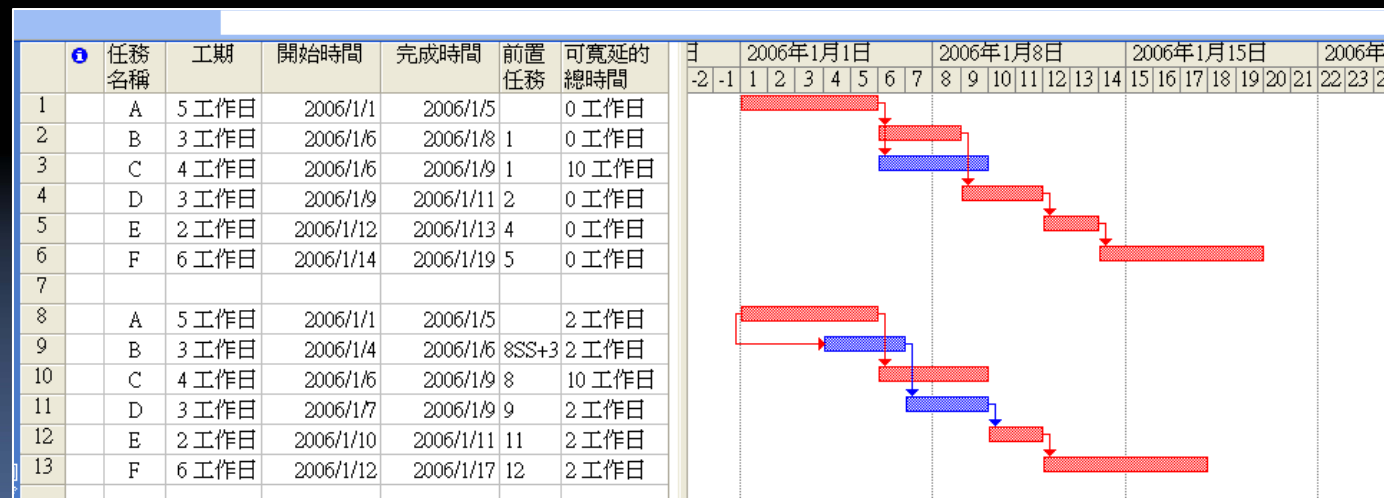 任務名稱 工期 開始時間 完成時間 前置任務 可寬延的總時間 日 2006年1月1日 2006年1月8日 2006年1月15日 2006年
-2 -1 1 2 3 4 5 6 7 8 9 10 11 12 13 14 15 16 17 18 19 20 21 22 23 2
1 A 5 工作日 2006/1/1 2006/1/5 0 工作日
2 B 3 工作日 2006/1/6 2006/1/8 1 0 工作日
3 C 4 工作日 2006/1/6 2006/1/9 1 10 工作日
4 D 3 工作日 2006/1/9 2006/1/11 2 0 工作日
5 E 2 工作日 2006/1/12 2006/1/13 4 0 工作日
6 F 6 工作日 2006/1/14 2006/1/19 5 0 工作日
7
8 A 5 工作日 2006/1/1 2006/1/5 2 工作日
9 B 3 工作日 2006/1/4 2006/1/6 8SS+3 2 工作日
10 C 4 工作日 2006/1/6 2006/1/9 8 10 工作日
11 D 3 工作日 2006/1/7 2006/1/9 9 2 工作日
12 E 2 工作日 2006/1/10 2006/1/11 11 2 工作日
13 F 6 工作日 2006/1/12 2006/1/17 12 2 工作日